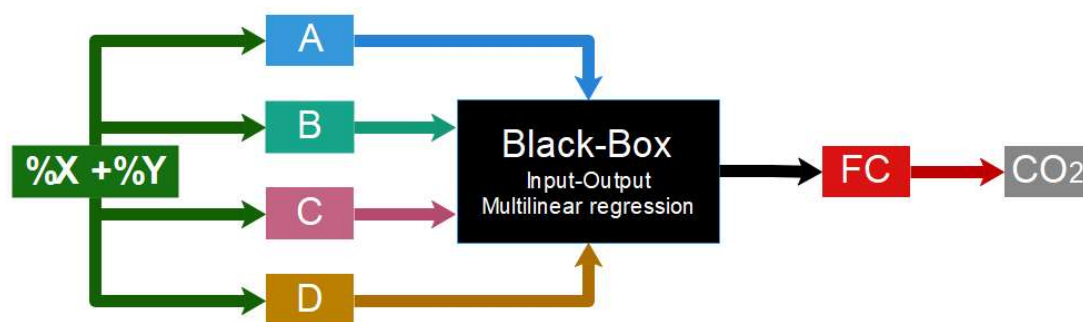 A
B
%X +%Y
C
D
Black-Box
Input-Output
Multilinear regression
FC
CO2